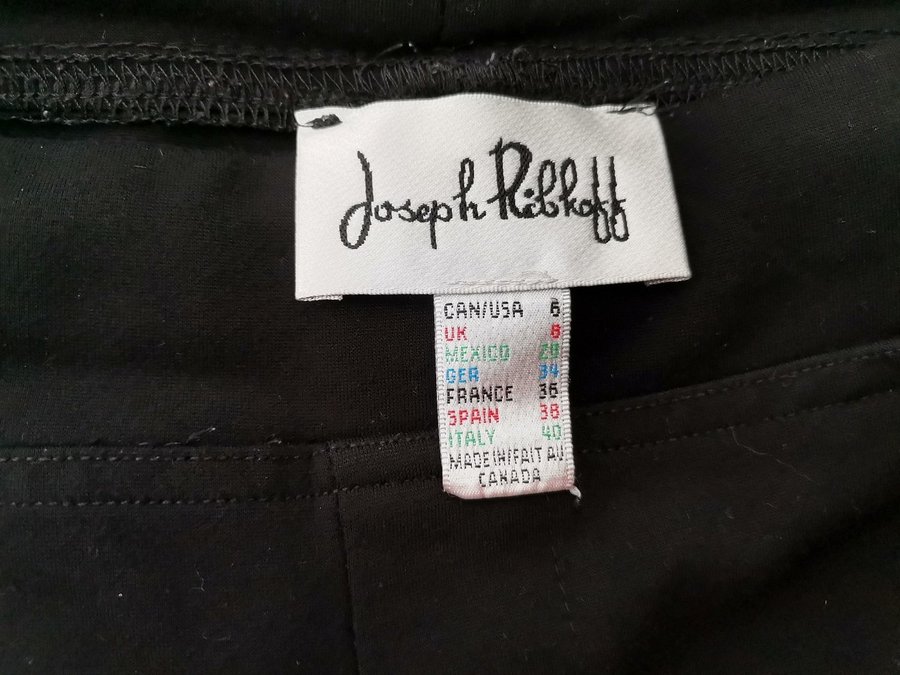 Joseph Ribkoff
CAN/USA 6
UK 8
MEXICO 28
GER 34
FRANCE 36
SPAIN 38
ITALY 40
MADE IN/FAIT AU
CANADA